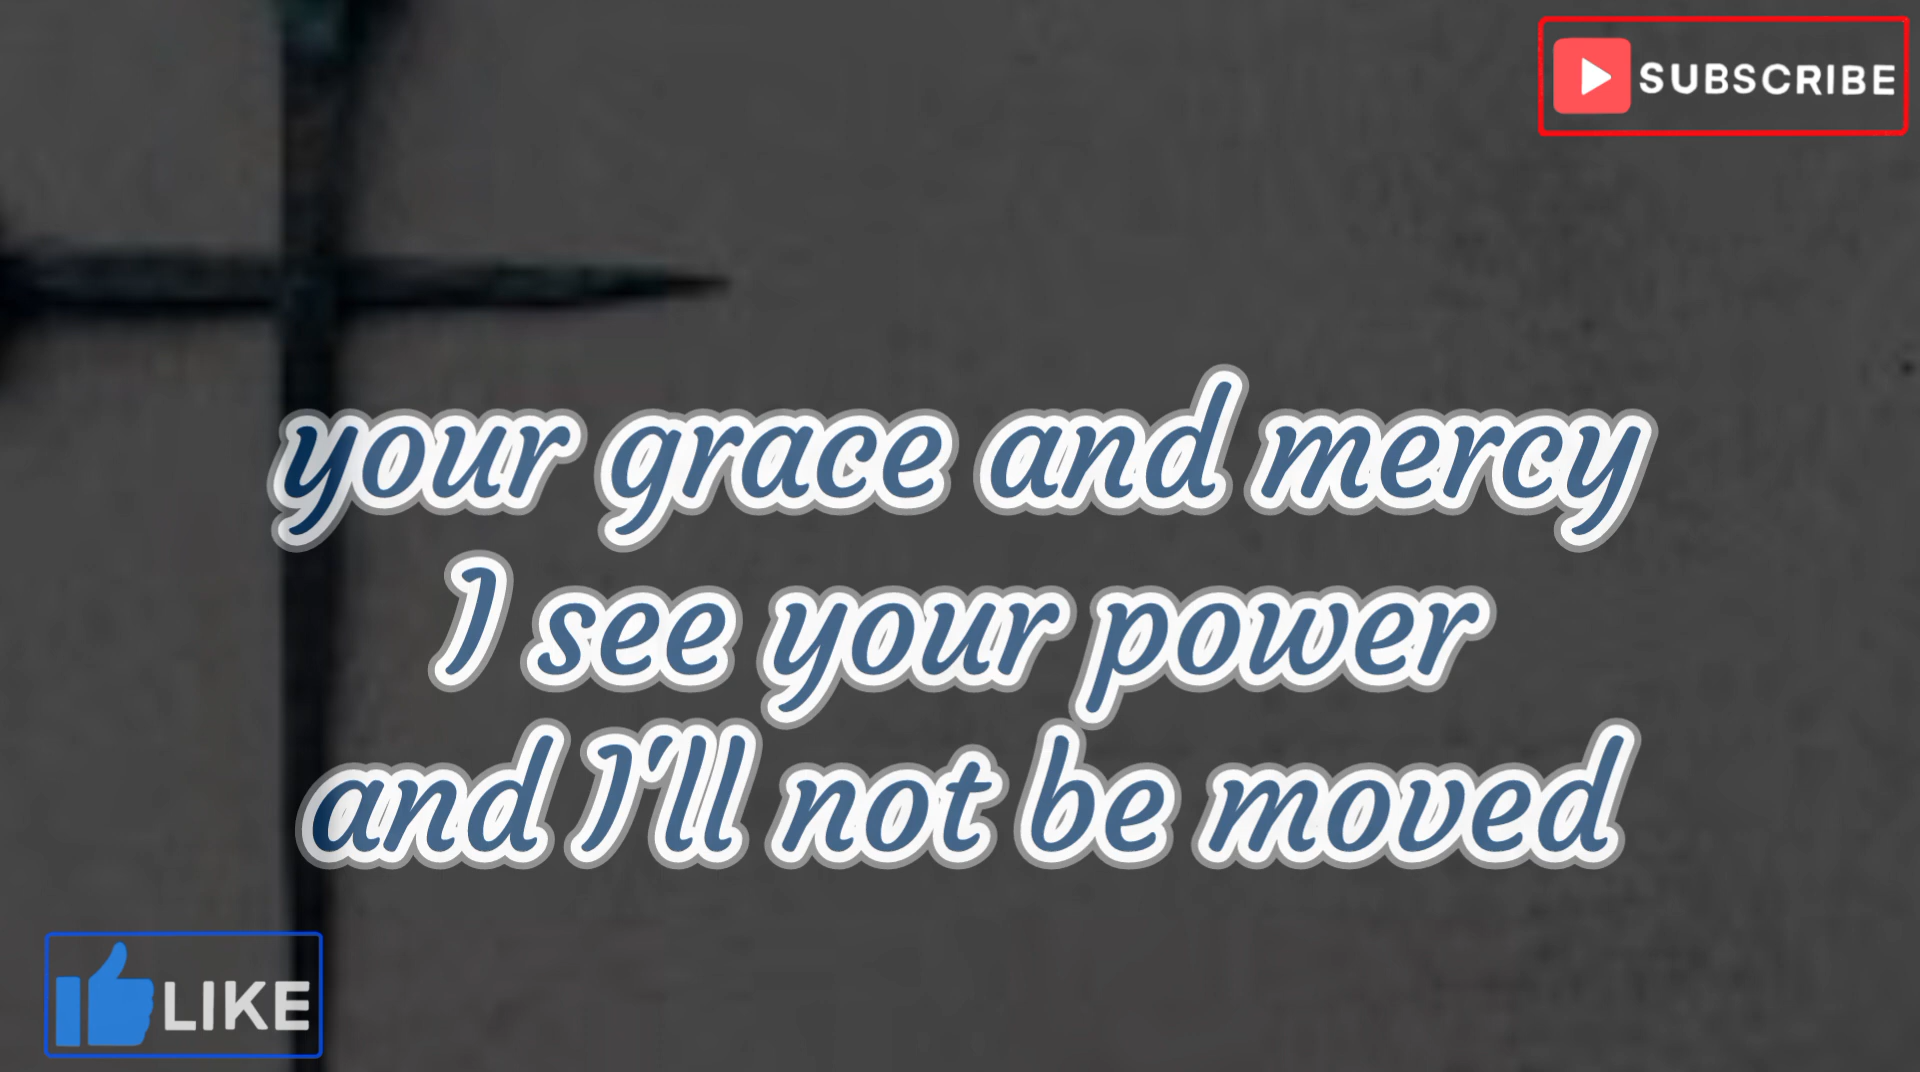 SUBSCRIBE
your grace and mercy
I see your power
and I'll not be moved
LIKE